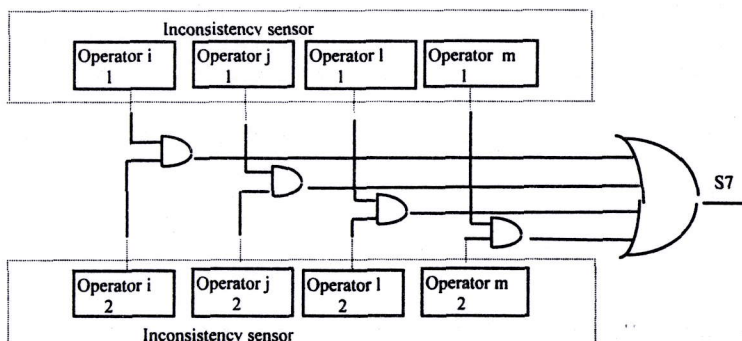 Inconsistency sensor
Operator i
1
Operator j
1
Operator l
1
Operator m
1
S7
Operator i
2
Operator j
2
Operator l
2
Operator m
2
Inconsistency sensor